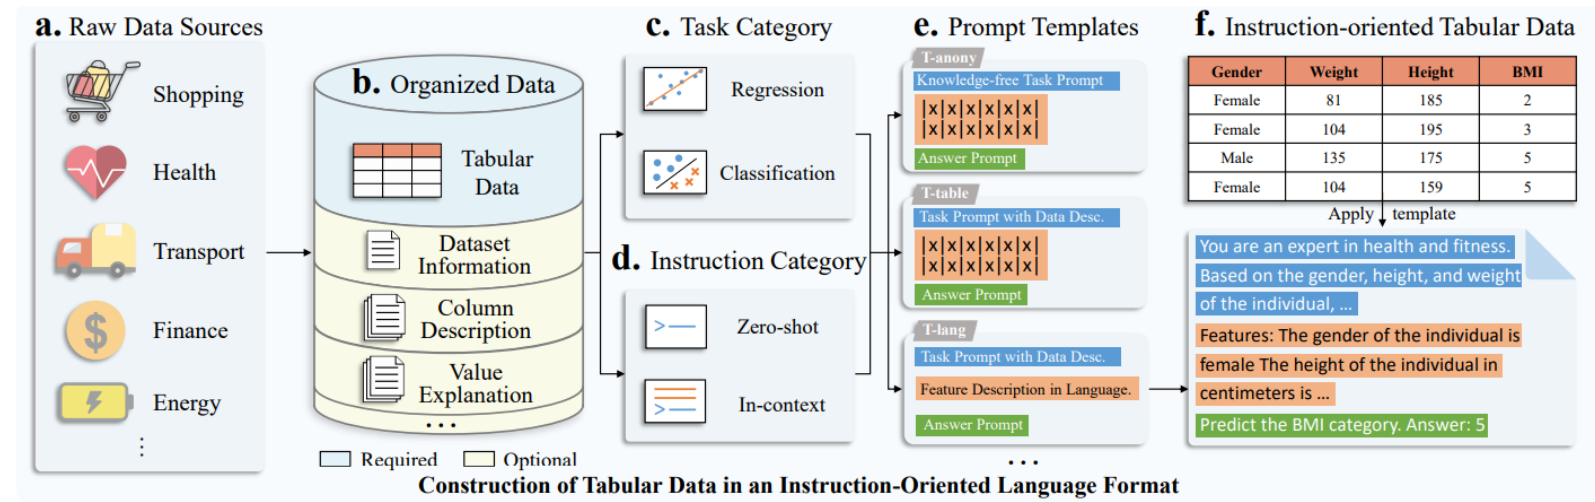 a. Raw Data Sources
Shopping
Health
Transport
Finance
Energy
⋮
b. Organized Data
Tabular
Data
Dataset
Information
Column
Description
Value
Explanation
...
Required
Optional
c. Task Category
Regression
Classification
d. Instruction Category
Zero-shot
In-context
e. Prompt Templates
T-anony
Knowledge-free Task Prompt
|x|x|x|x|x|
|x|x|x|x|x|
Answer Prompt
T-table
Task Prompt with Data Desc.
|x|x|x|x|x|
|x|x|x|x|x|
Answer Prompt
T-lang
Task Prompt with Data Desc.
Feature Description in Language.
Answer Prompt
...
f. Instruction-oriented Tabular Data
Gender Weight Height BMI
Female 81 185 2
Female 104 195 3
Male 135 175 5
Female 104 159 5
Apply template
You are an expert in health and fitness.
Based on the gender, height, and weight
of the individual, ...
Features: The gender of the individual is
female The height of the individual in
centimeters is ...
Predict the BMI category. Answer: 5
Construction of Tabular Data in an Instruction-Oriented Language Format